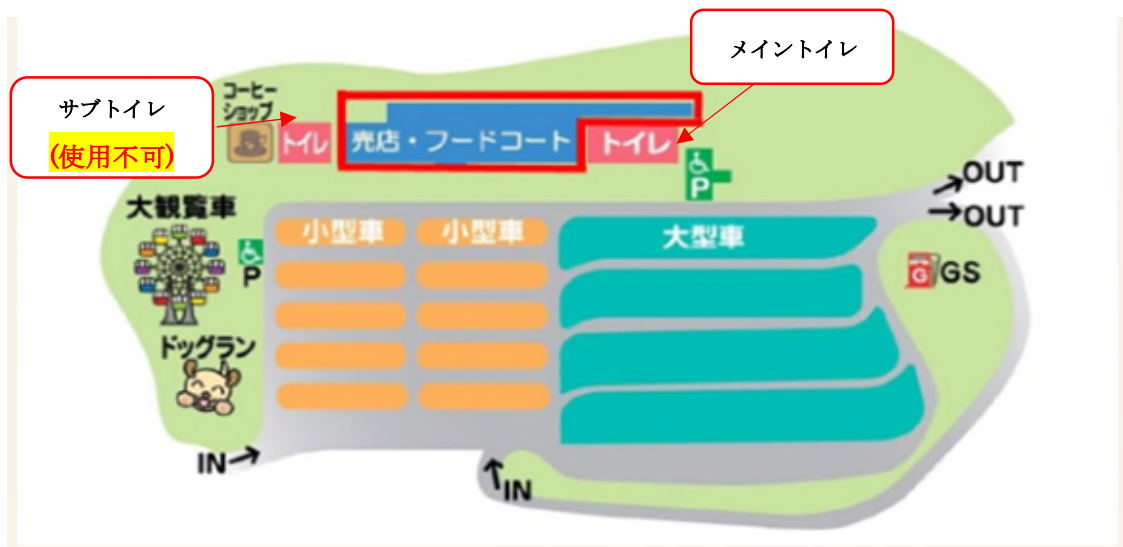 メイントイレ
サブトイレ
(使用不可)
コーヒー
ショップ
トイレ
売店・フードコート
トイレ
P
OUT
OUT
大観覧車
小型車
小型車
大型車
P
G
GS
ドッグラン
IN
IN